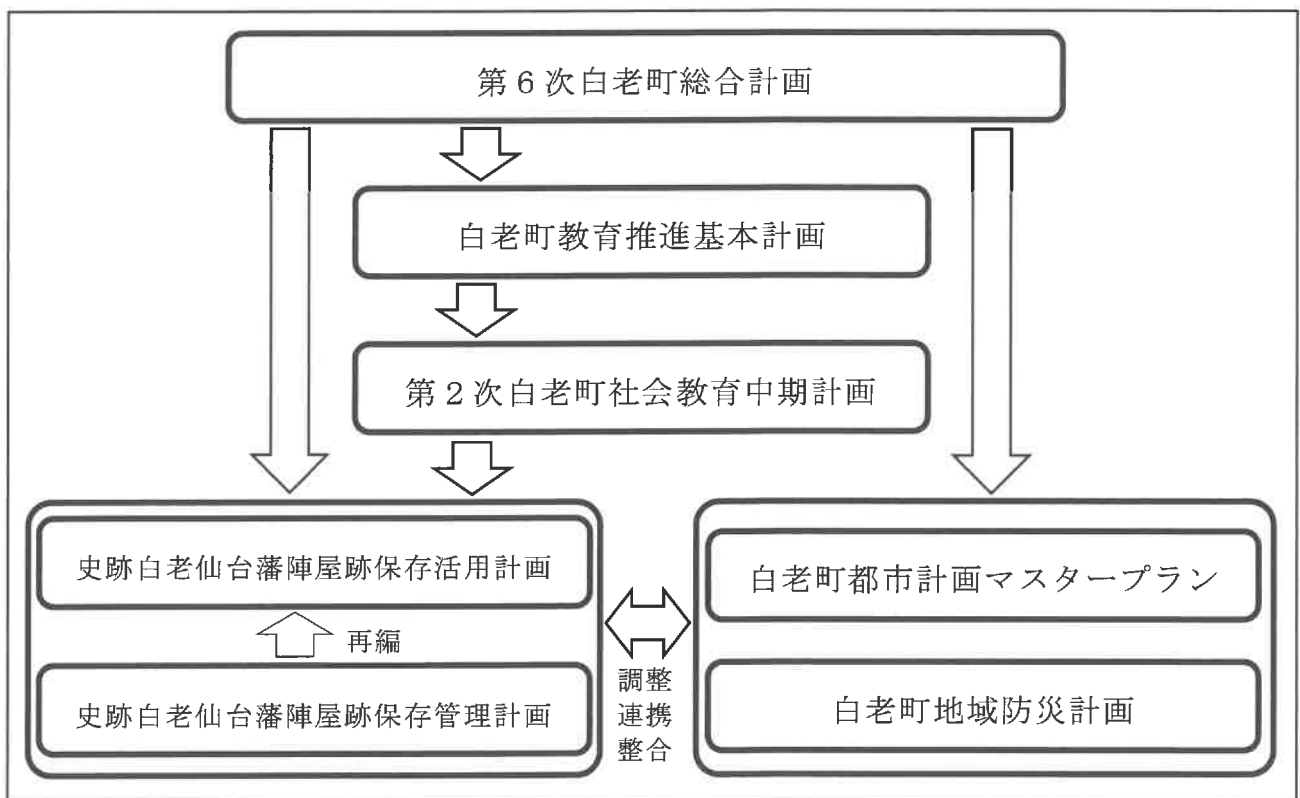 第６次白老町総合計画
白老町教育推進基本計画
第２次白老町社会教育中期計画
史跡白老仙台藩陣屋跡保存活用計画
再編
史跡白老仙台藩陣屋跡保存管理計画
調整
連携
整合
白老町都市計画マスタープラン
白老町地域防災計画